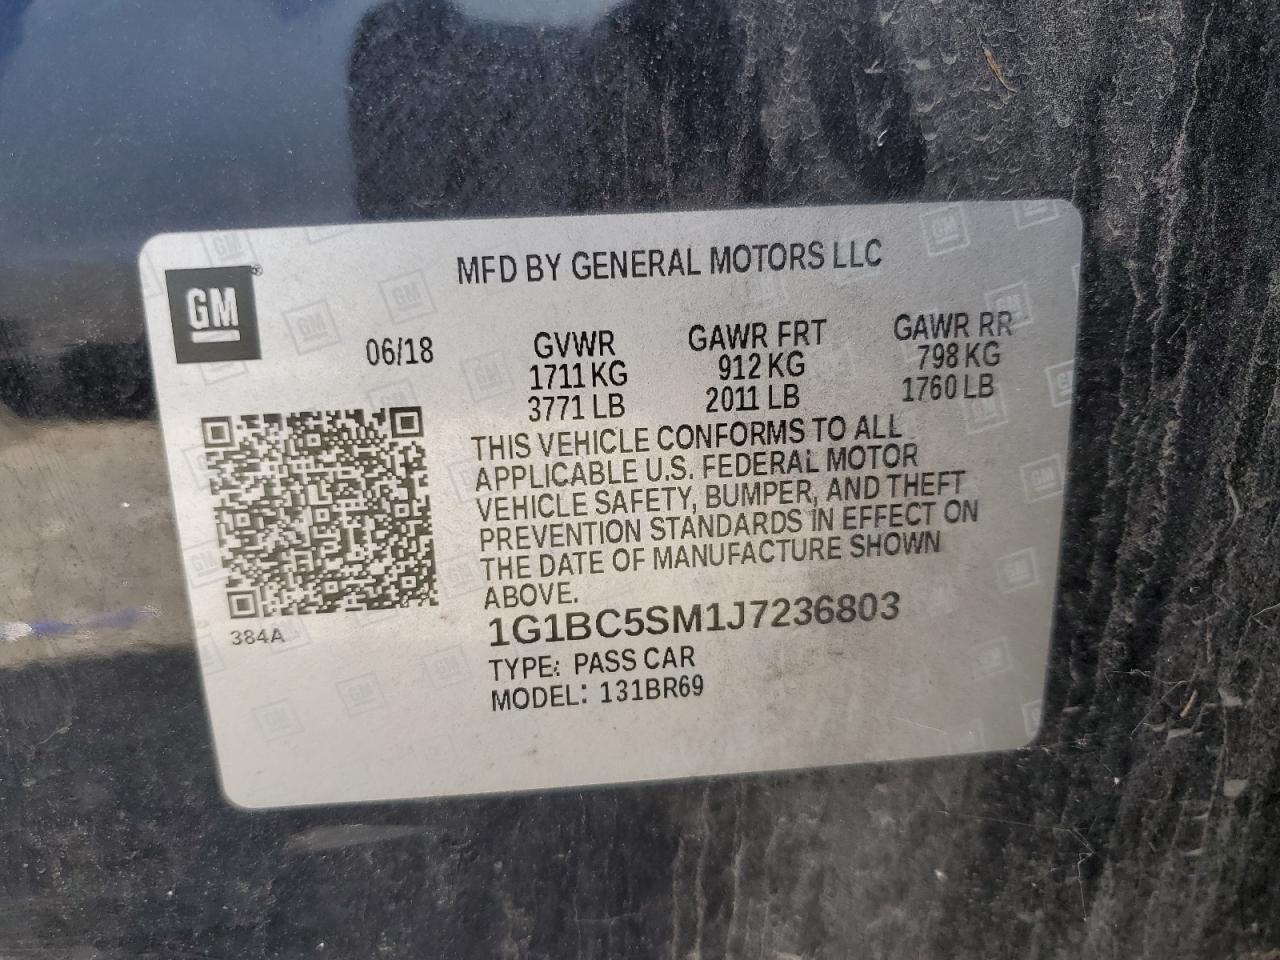 MFD BY GENERAL MOTORS LLC
GM
®
06/18
GVWR
1711 KG
3771 LB
GAWR FRT
912 KG
2011 LB
GAWR RR
798 KG
1760 LB
THIS VEHICLE CONFORMS TO ALL
APPLICABLE U.S. FEDERAL MOTOR
VEHICLE SAFETY, BUMPER, AND THEFT
PREVENTION STANDARDS IN EFFECT ON
THE DATE OF MANUFACTURE SHOWN
ABOVE.
384A
1G1BC5SM1J7236803
TYPE: PASS CAR
MODEL: 131BR69